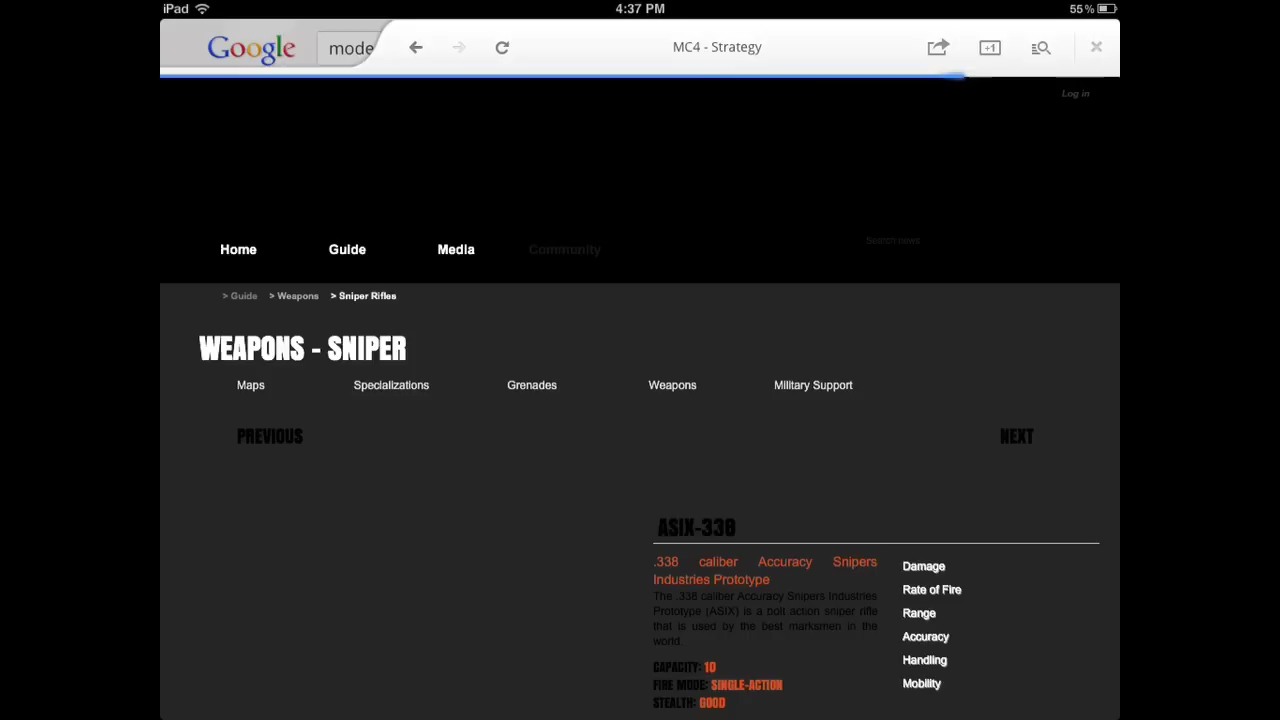 iPad 4:37 PM 55%
Google mode MC4 - Strategy +1
Log in
Home Guide Media Community Search news
> Guide > Weapons > Sniper Rifles
WEAPONS - SNIPER
Maps Specializations Grenades Weapons Military Support
PREVIOUS NEXT
ASIX-338
.338 caliber Accuracy Snipers
Industries Prototype
The .338 caliber Accuracy Snipers Industries
Prototype (ASIX) is a bolt action sniper rifle
that is used by the best marksmen in the
world.
CAPACITY: 10
FIRE MODE: SINGLE-ACTION
STEALTH: GOOD
Damage
Rate of Fire
Range
Accuracy
Handling
Mobility